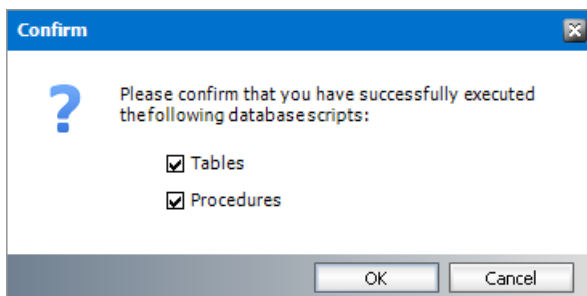 Confirm
Please confirm that you have successfully executed
the following database scripts:
Tables
Procedures
OK
Cancel